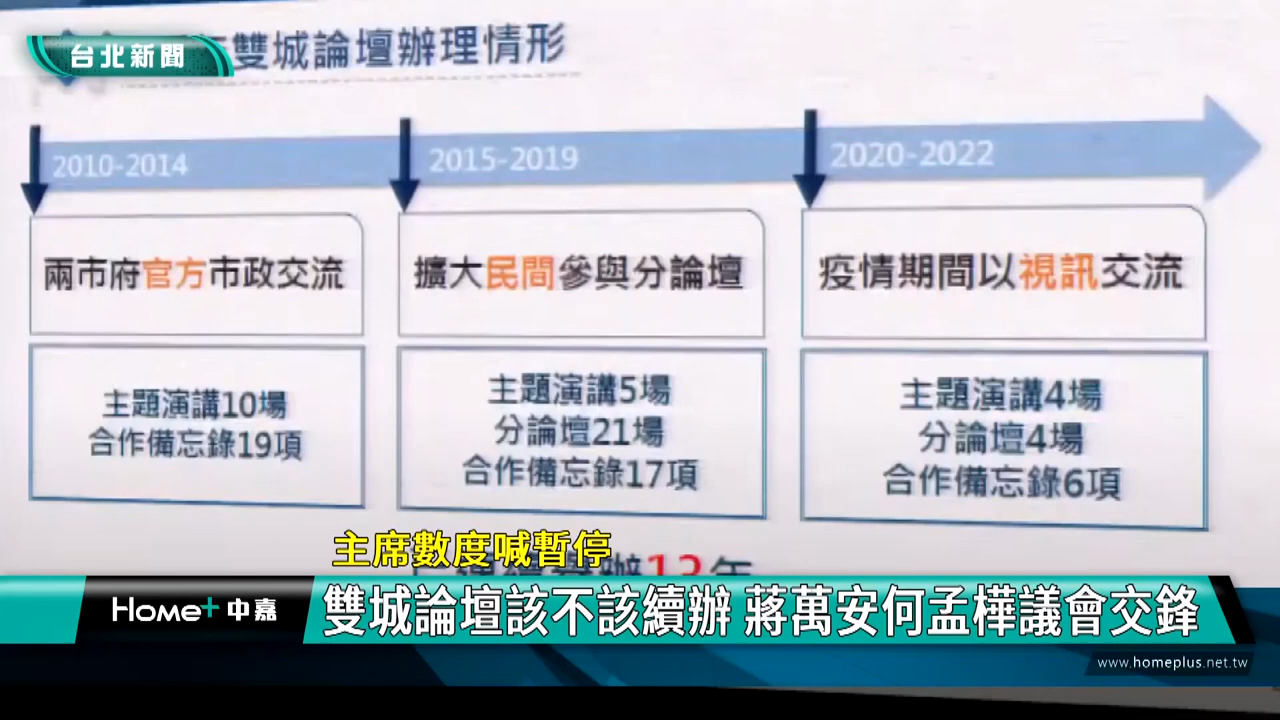 台北新聞
雙城論壇辦理情形
2010-2014
2015-2019
2020-2022
兩市府官方市政交流
擴大民間參與分論壇
疫情期間以視訊交流
主題演講10場
合作備忘錄19項
主題演講5場
分論壇21場
合作備忘錄17項
主題演講4場
分論壇4場
合作備忘錄6項
13年
主席數度喊暫停
Home+中嘉
雙城論壇該不該續辦 蔣萬安何孟樺議會交鋒
www.homeplus.net.tw